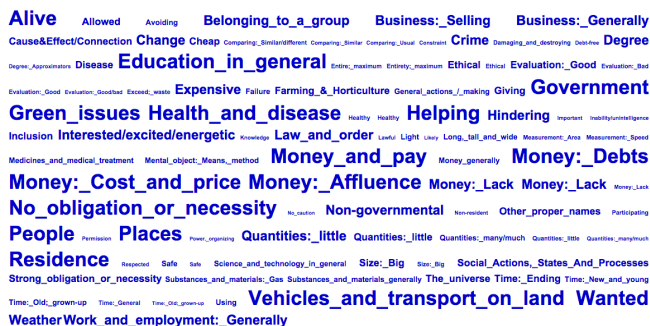 Alive Allowed Avoiding Belonging_to_a_group Business:_Selling Business:_Generally
Cause&Effect/Connection Change Cheap Comparing:_Similar/different Comparing:_Similar Comparing:_Usual Constraint Crime Damaging_and_destroying Debt-free Degree
Degree:_Approximators Disease Education_in_general Entire;_maximum Entirety;_maximum Ethical Ethical Evaluation:_Good Evaluation:_Bad
Evaluation:_Good Evaluation:_Good/bad Exceed;_waste Expensive Failure Farming_&_Horticulture General_actions_/_making Giving Government
Green_issues Health_and_disease Healthy Healthy Helping Hindering Important Inability/unintelligence
Inclusion Interested/excited/energetic Knowledge Law_and_order Lawful Light Likely Long,_tall_and_wide Measurement:_Area Measurement:_Speed
Medicines_and_medical_treatment Mental_object:_Means,_method Money_and_pay Money_generally Money:_Debts
Money:_Cost_and_price Money:_Affluence Money:_Lack Money:_Lack Money:_Lack
No_obligation_or_necessity No_caution Non-governmental Non-resident Other_proper_names Participating
People Permission Places Power,_organizing Quantities:_little Quantities:_little Quantities:_many/much Quantities:_little Quantities:_many/much
Residence Respected Safe Safe Science_and_technology_in_general Size:_Big Size:_Big Social_Actions,_States_And_Processes
Strong_obligation_or_necessity Substances_and_materials:_Gas Substances_and_materials_generally The_universe Time:_Ending Time:_New_and_young
Time:_Old;_grown-up Time:_General Time:_Old;_grown-up Using Vehicles_and_transport_on_land Wanted
Weather Work_and_employment:_Generally